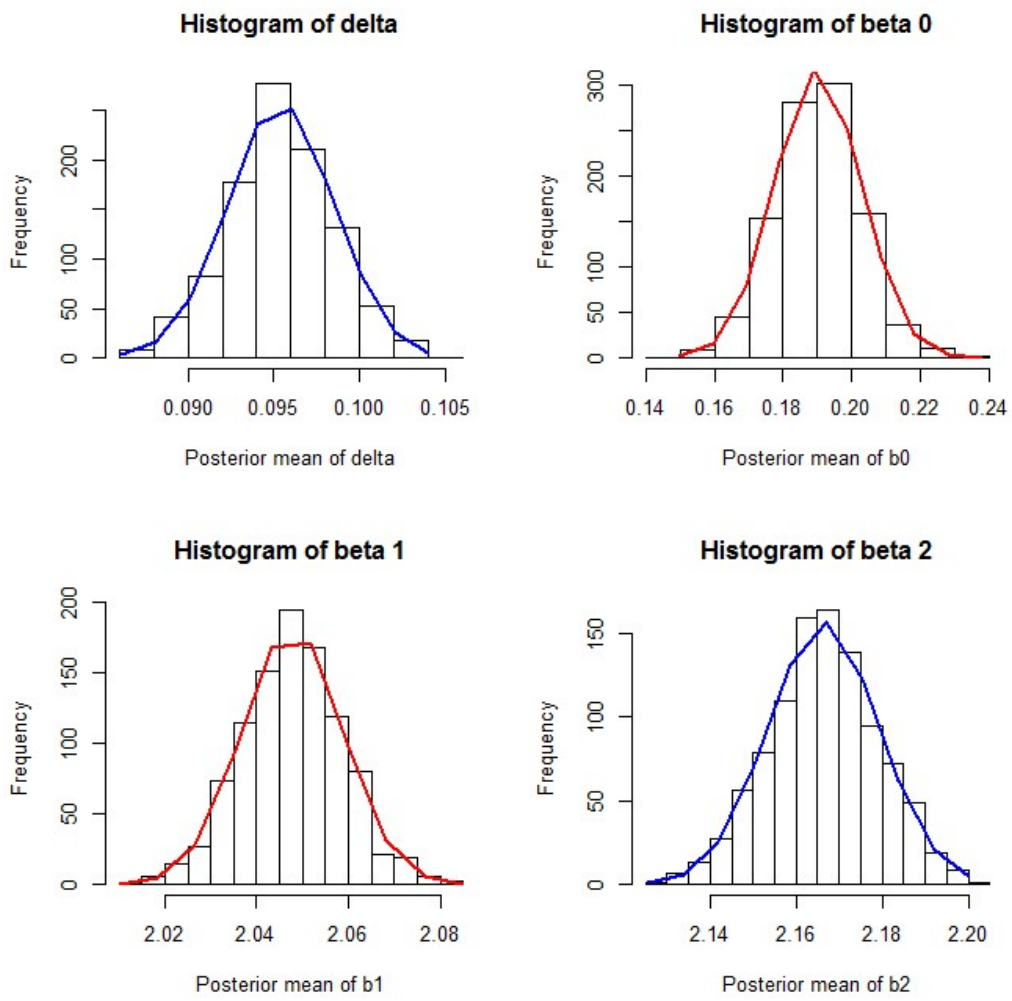 Histogram of delta
Frequency
0 50 100 200
0.090 0.095 0.100 0.105
Posterior mean of delta
Histogram of beta 0
Frequency
0 50 100 200 300
0.14 0.16 0.18 0.20 0.22 0.24
Posterior mean of b0
Histogram of beta 1
Frequency
0 50 100 150 200
2.02 2.04 2.06 2.08
Posterior mean of b1
Histogram of beta 2
Frequency
0 50 100 150
2.14 2.16 2.18 2.20
Posterior mean of b2